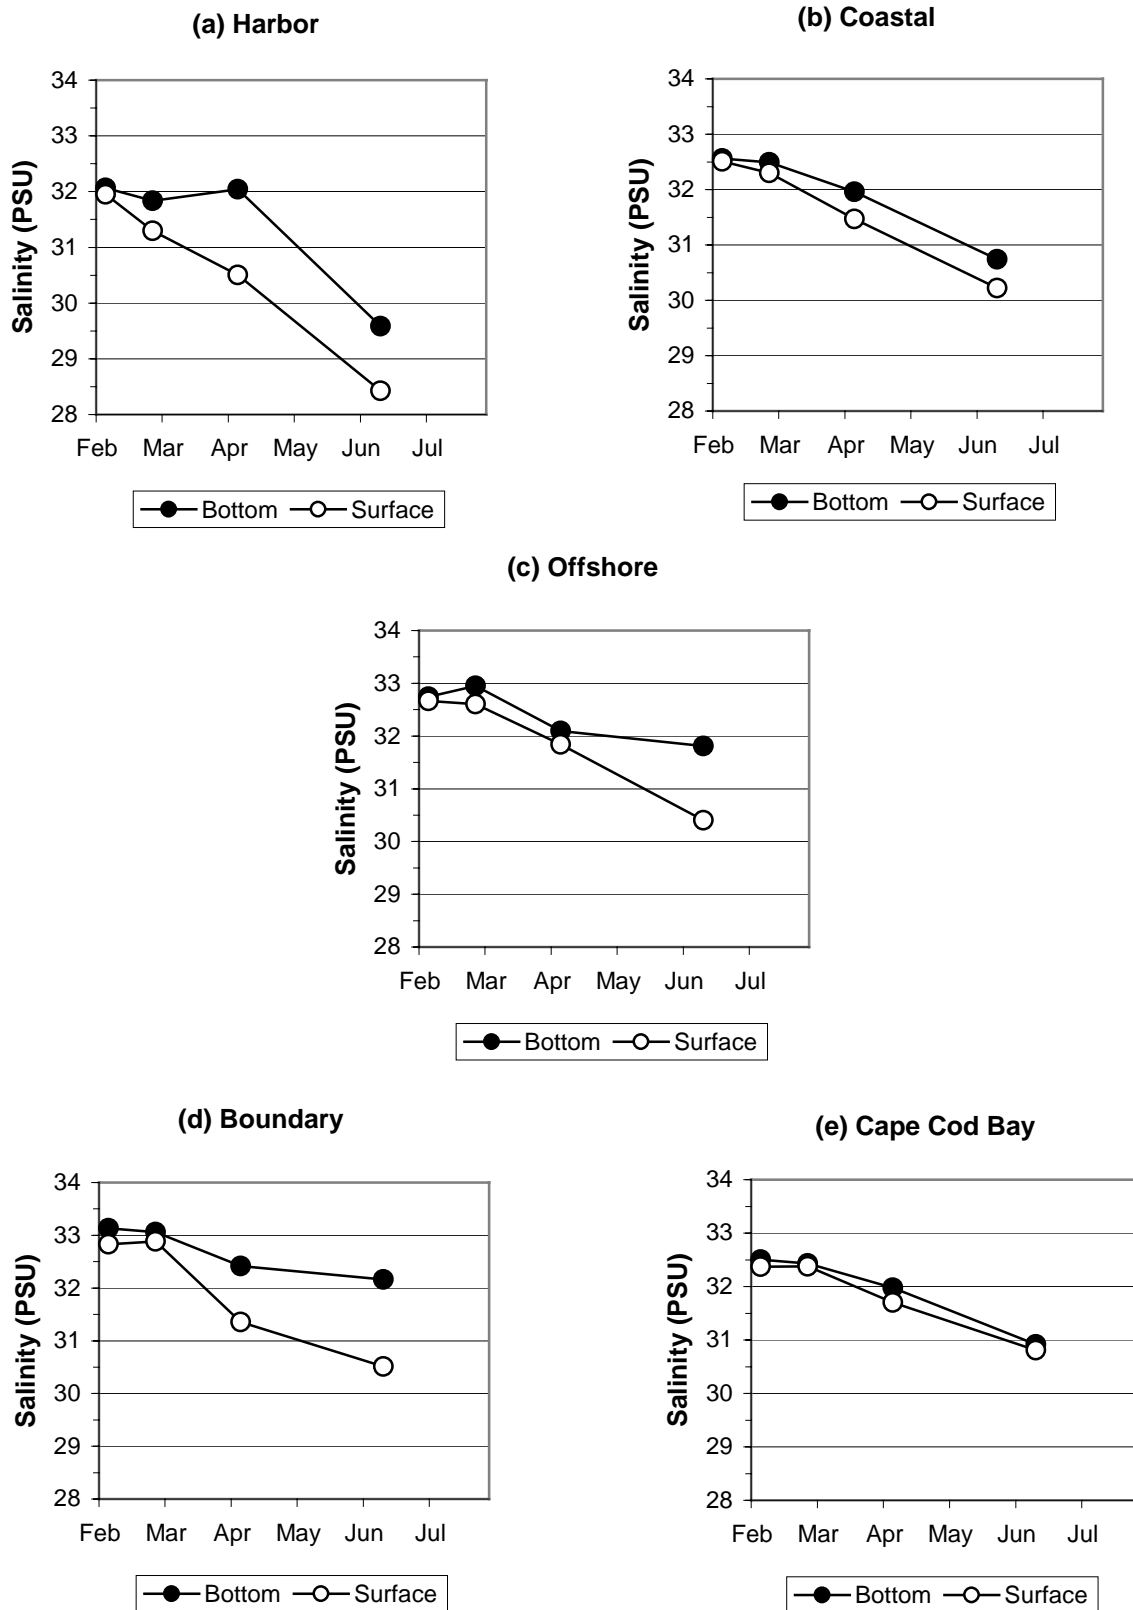 (a) Harbor
Salinity (PSU)
34
33
32
31
30
29
28
Feb Mar Apr May Jun Jul
Bottom Surface
(b) Coastal
Salinity (PSU)
34
33
32
31
30
29
28
Feb Mar Apr May Jun Jul
Bottom Surface
(c) Offshore
Salinity (PSU)
34
33
32
31
30
29
28
Feb Mar Apr May Jun Jul
Bottom Surface
(d) Boundary
Salinity (PSU)
34
33
32
31
30
29
28
Feb Mar Apr May Jun Jul
Bottom Surface
(e) Cape Cod Bay
Salinity (PSU)
34
33
32
31
30
29
28
Feb Mar Apr May Jun Jul
Bottom Surface